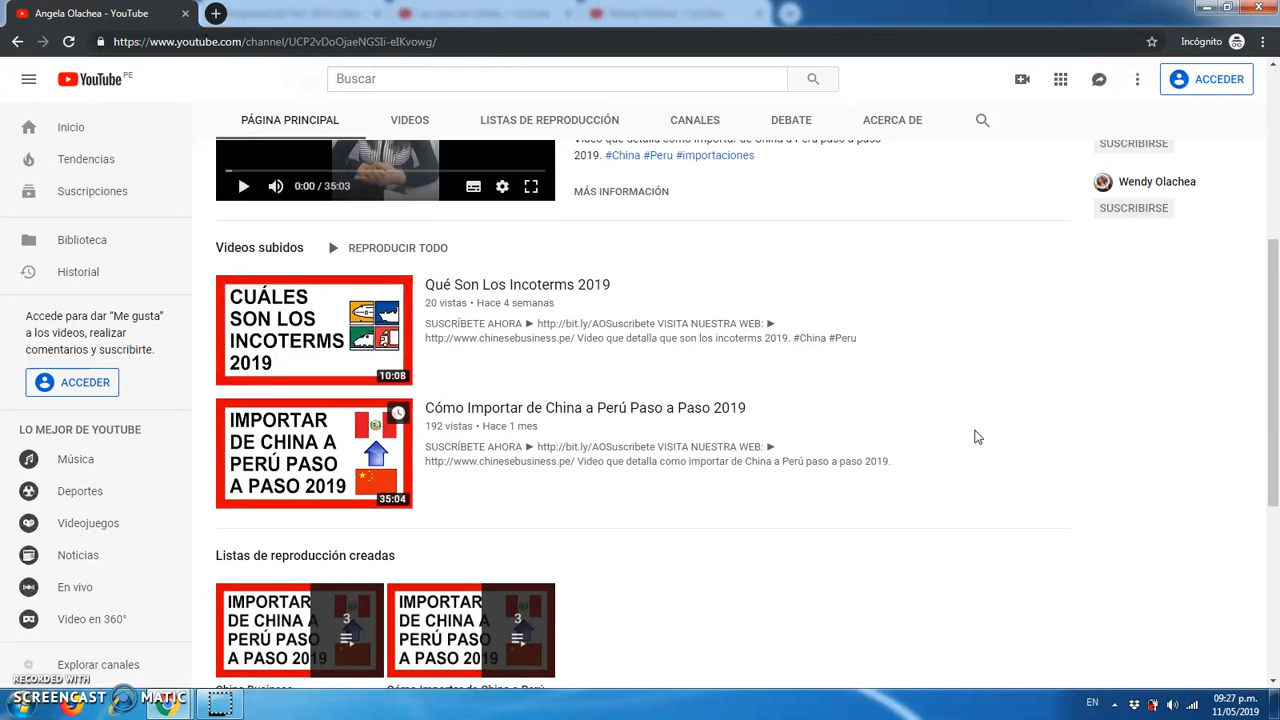 Angela Olachea - YouTube
https://www.youtube.com/channel/UCP2vDoOjaeNGSIi-eIKvowg/
Incógnito
YouTube PE
Buscar
ACCEDER
PÁGINA PRINCIPAL
VIDEOS
LISTAS DE REPRODUCCIÓN
CANALES
DEBATE
ACERCA DE
Inicio
Tendencias
Suscripciones
Biblioteca
Historial
Accede para dar "Me gusta"
a los videos, realizar
comentarios y suscribirte.
ACCEDER
LO MEJOR DE YOUTUBE
Música
Deportes
Videojuegos
Noticias
En vivo
Video en 360°
Explorar canales
0:00 / 35:03
Video que detalla como importar de China a Perú paso a paso
2019. #China #Peru #importaciones
MÁS INFORMACIÓN
SUSCRIBIRSE
Wendy Olachea
SUSCRIBIRSE
Videos subidos
REPRODUCIR TODO
CUÁLES
SON LOS
INCOTERMS
2019
10:08
Qué Son Los Incoterms 2019
20 vistas • Hace 4 semanas
SUSCRÍBETE AHORA ► http://bit.ly/AOSuscribete VISITA NUESTRA WEB: ►
http://www.chinesebusiness.pe/ Video que detalla que son los incoterms 2019. #China #Peru
IMPORTAR
DE CHINA A
PERÚ PASO
A PASO 2019
35:04
Cómo Importar de China a Perú Paso a Paso 2019
192 vistas • Hace 1 mes
SUSCRÍBETE AHORA ► http://bit.ly/AOSuscribete VISITA NUESTRA WEB: ►
http://www.chinesebusiness.pe/ Video que detalla como importar de China a Perú paso a paso 2019.
Listas de reproducción creadas
IMPORTAR
DE CHINA A
PERÚ PASO
A PASO 2019
3
IMPORTAR
DE CHINA A
PERÚ PASO
A PASO 2019
3
RECORDED WITH
SCREENCAST MATIC
EN
09:27 p.m.
11/05/2019